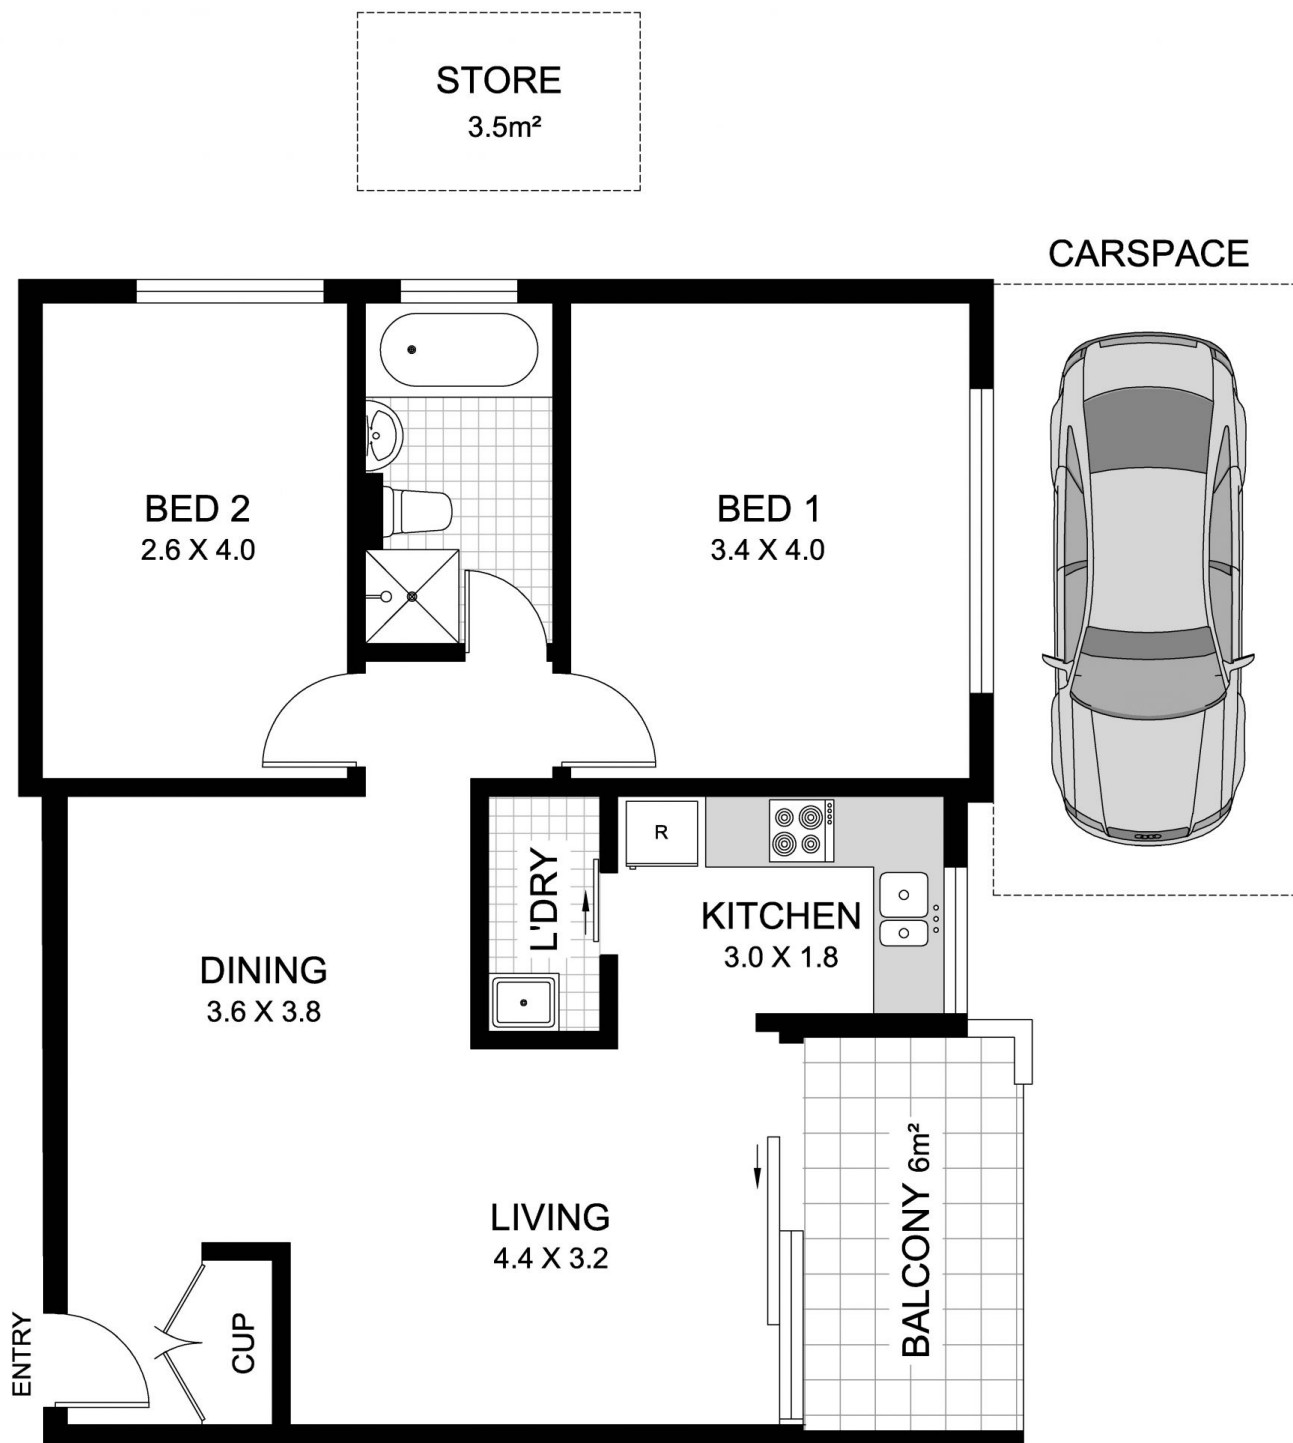 STORE
3.5m²
CARSPACE
BED 2
2.6 X 4.0
BED 1
3.4 X 4.0
R
L'DRY
KITCHEN
3.0 X 1.8
DINING
3.6 X 3.8
LIVING
4.4 X 3.2
BALCONY 6m²
ENTRY
CUP